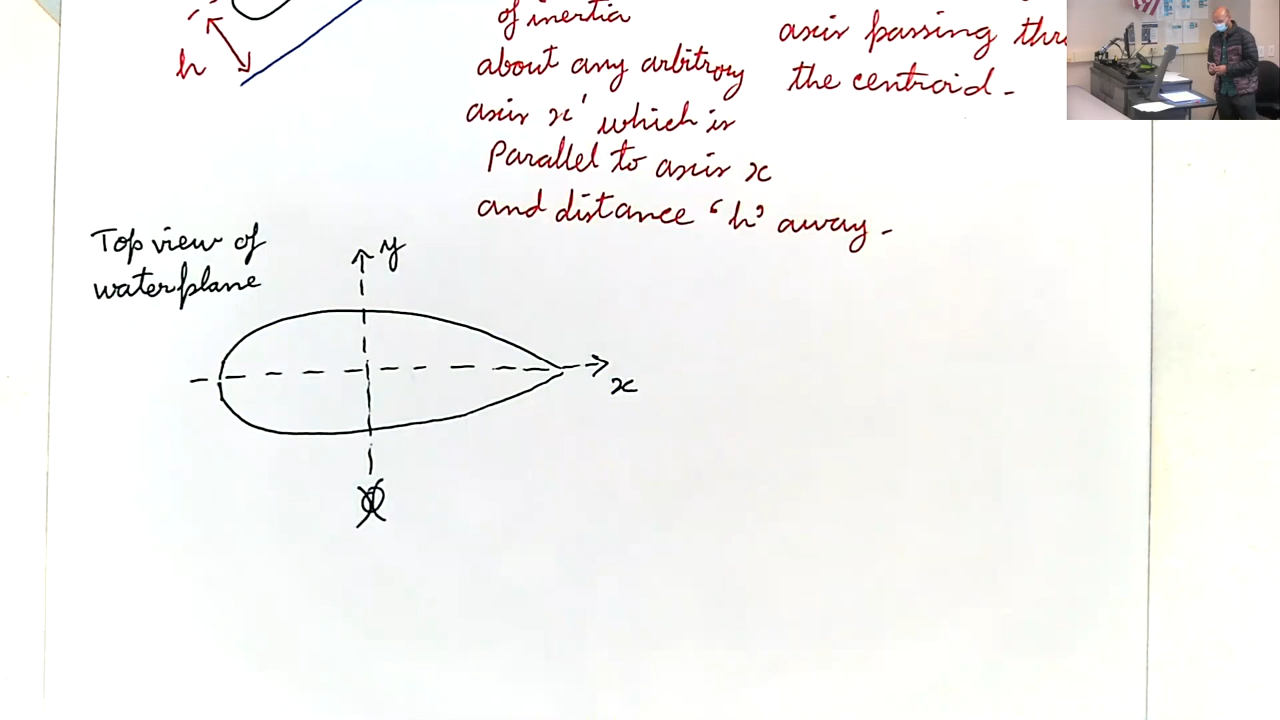 h
of inertia
about any arbitrary
axis x' which is
Parallel to axis x
and distance 'h' away.
axis passing thr
the centroid.
Top view of
waterplane
y
x